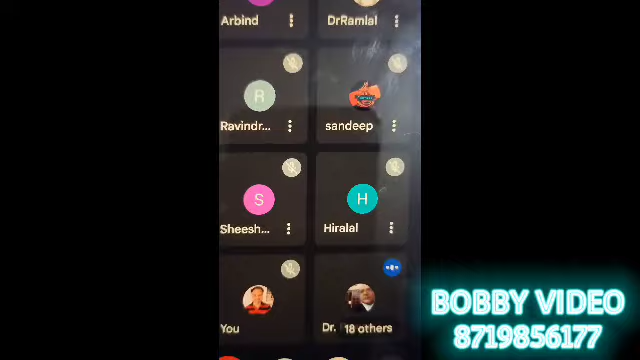 Arbind
DrRamlal
R
Ravindr...
sandeep
S
H
Sheesh...
Hiralal
You
Dr.
18 others
BOBBY VIDEO
8719856177